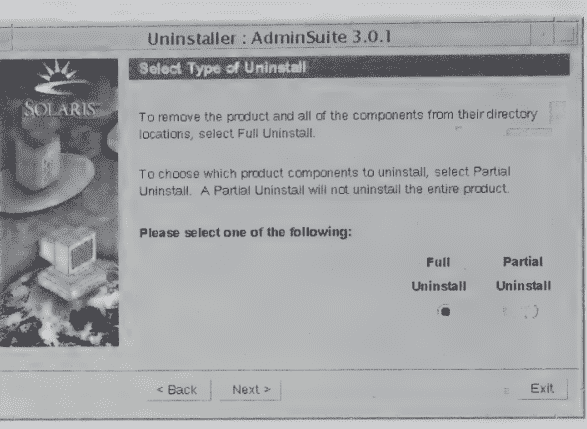 Uninstaller : AdminSuite 3.0.1
Select Type of Uninstall
SOLARIS
To remove the product and all of the components from their directory
locations, select Full Uninstall.
To choose which product components to uninstall, select Partial
Uninstall. A Partial Uninstall will not uninstall the entire product.
Please select one of the following:
Full Partial
Uninstall Uninstall
< Back Next > Exit